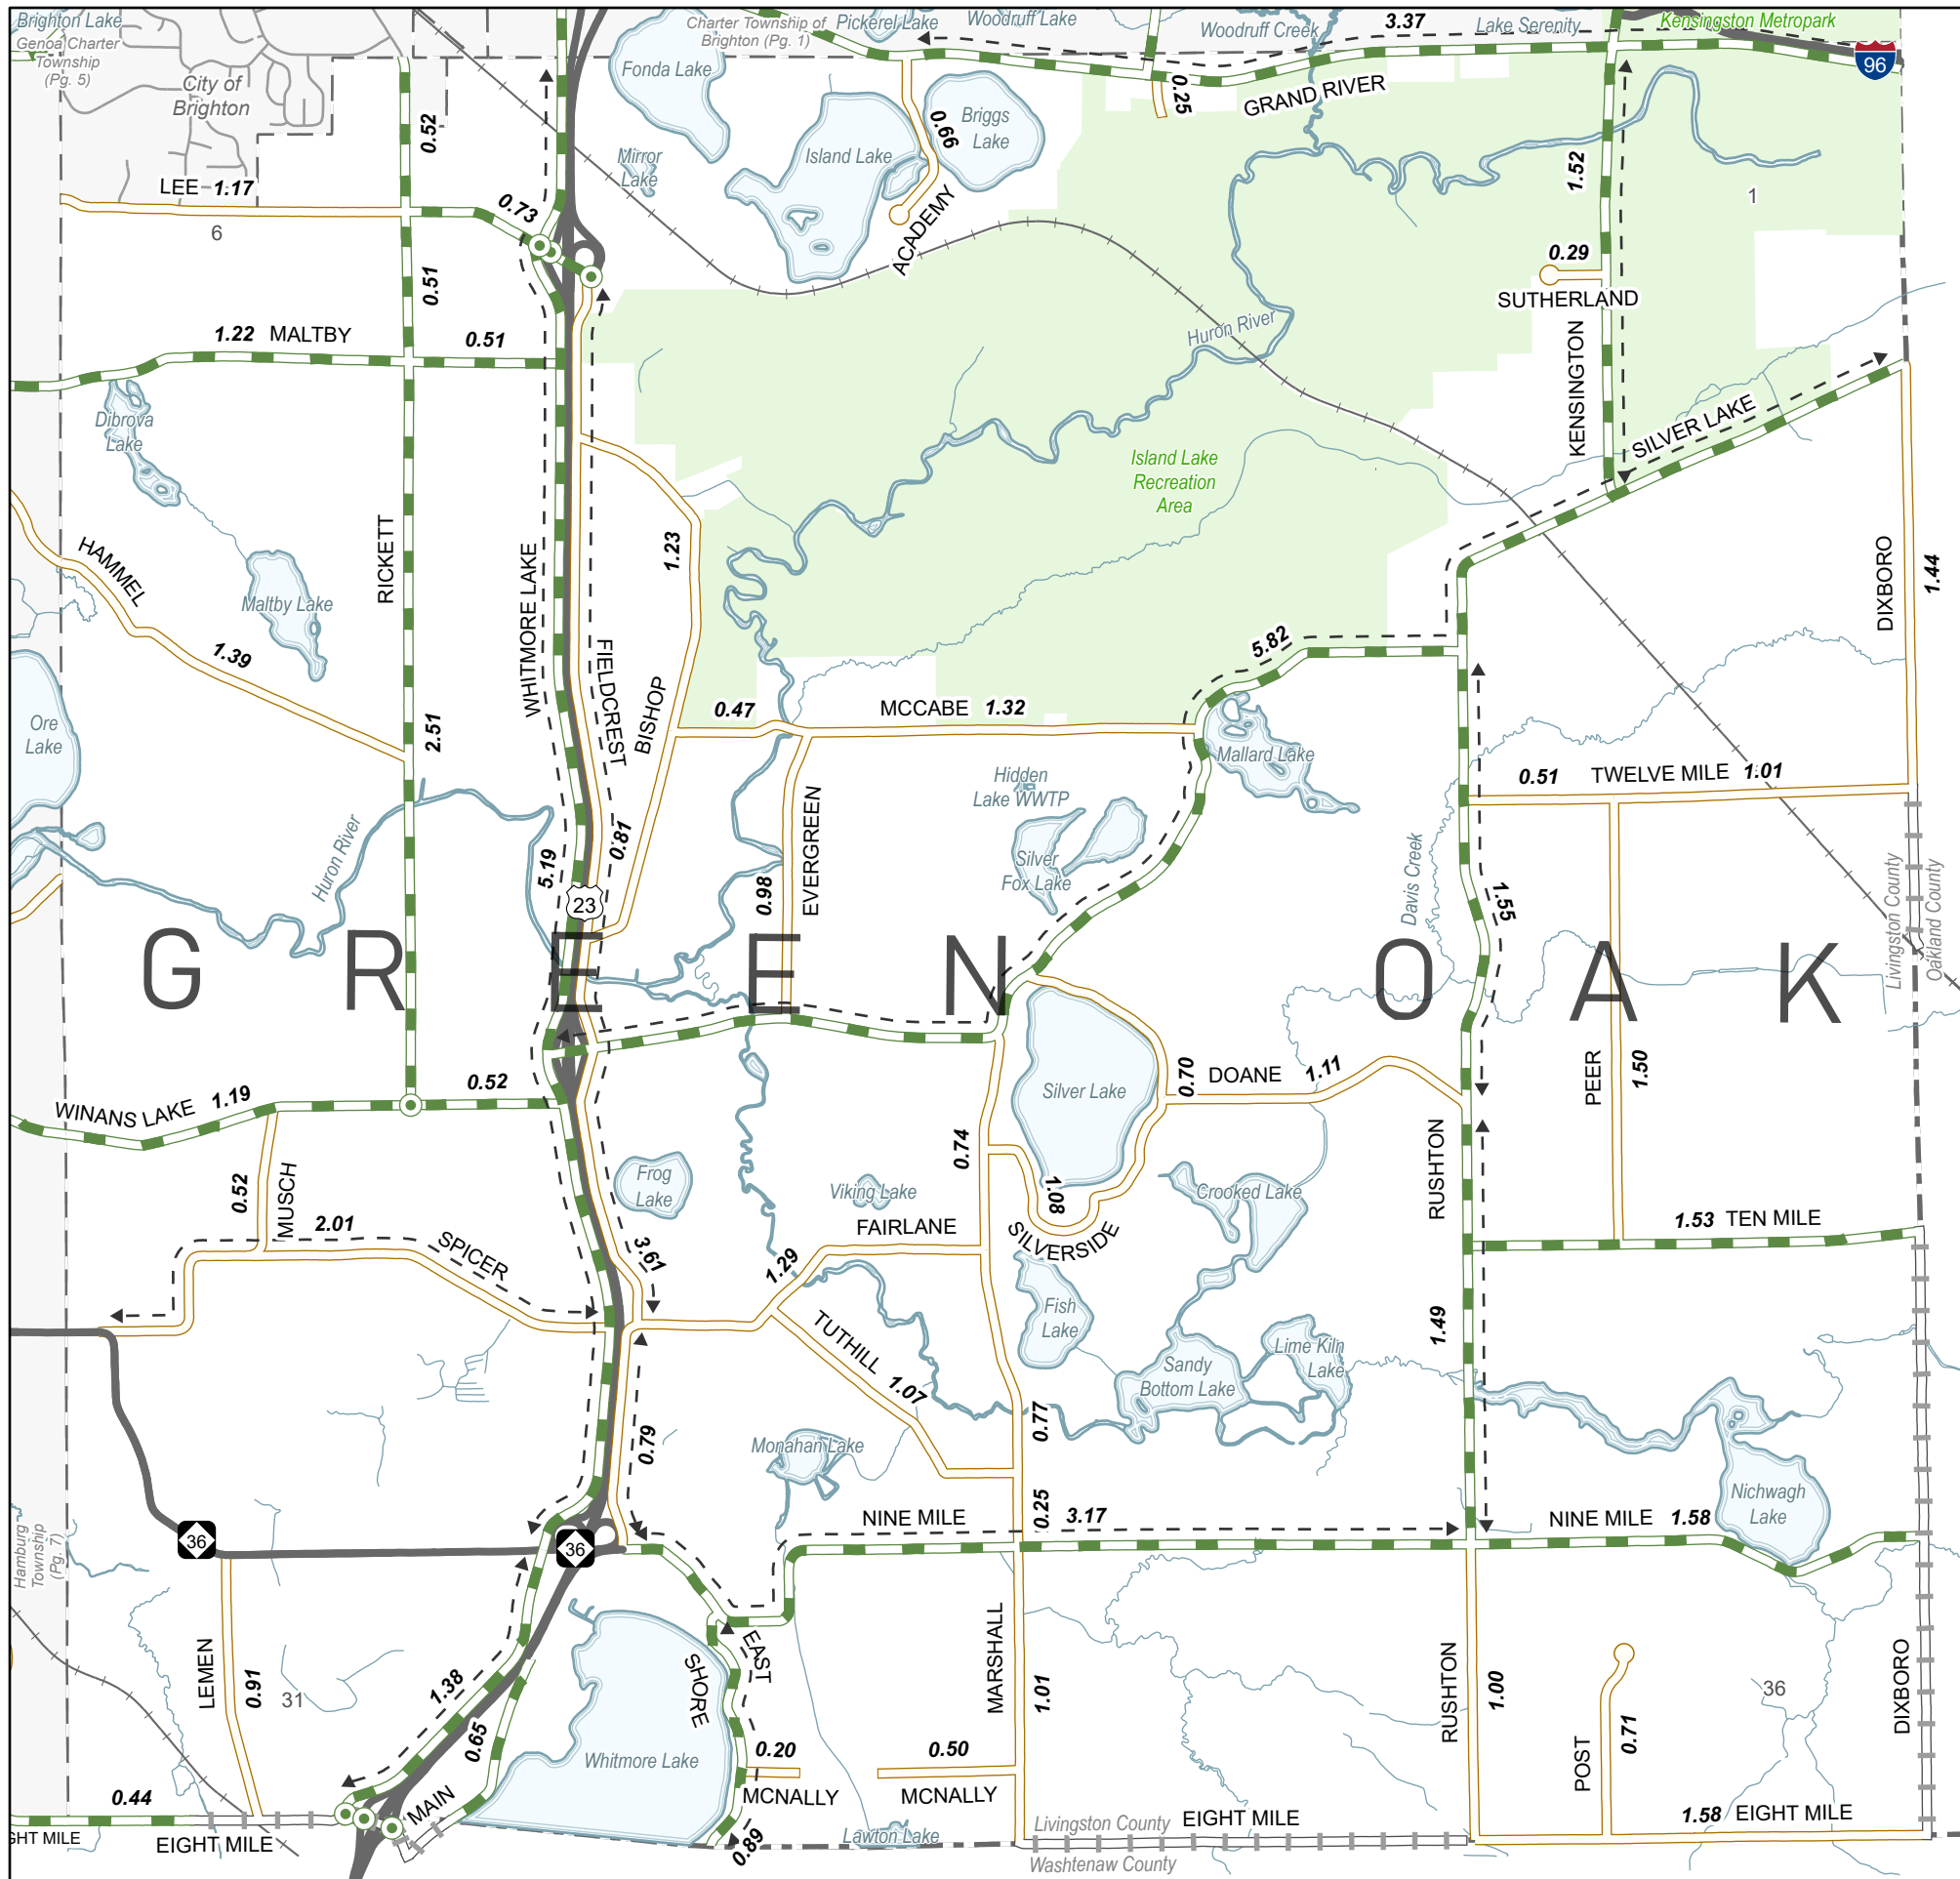 Brighton Lake
Genoa Charter
Township
(Pg. 5)
City of
Brighton
Charter Township of
Brighton (Pg. 1)
Pickerel Lake
Woodruff Lake
Woodruff Creek
3.37
Lake Serenity
Kensingston Metropark
96
Fonda Lake
Mirror
Lake
Island Lake
Briggs
Lake
0.66
ACADEMY
0.25
GRAND RIVER
0.52
LEE 1.17
6
0.73
0.51
1.22 MALTBY
0.51
1.52
1
0.29
SUTHERLAND
KENSINGTON
Huron River
Dibrova
Lake
Island Lake
Recreation
Area
SILVER LAKE
HAMMEL
Maltby Lake
RICKETT
WHITMORE LAKE
1.23
DIXBORO
1.44
1.39
FIELDCREST
BISHOP
5.82
Ore
Lake
2.51
0.47
MCCABE 1.32
Mallard Lake
0.51
TWELVE MILE 1.01
Hidden
Lake WWTP
Silver
Fox Lake
Huron River
5.19
0.81
0.98
EVERGREEN
Davis Creek
1.55
Livingston County
Oakland County
23
GREEN OAK
WINANS LAKE 1.19
0.52
Silver Lake
0.70
DOANE 1.11
PEER
1.50
0.74
RUSHTON
0.52
MUSCH
2.01
SPICER
Frog
Lake
3.61
Viking Lake
FAIRLANE
1.29
1.08
SILVERSIDE
Crooked Lake
1.53 TEN MILE
Fish
Lake
TUTHILL 1.07
Sandy
Bottom Lake
Lime Kiln
Lake
1.49
0.79
Monahan Lake
0.77
0.25
NINE MILE
3.17
NINE MILE 1.58
Nichwagh
Lake
Hamburg
Township
(Pg. 7)
36
36
LEMEN
0.91
31
1.38
0.65
MAIN
Whitmore Lake
EAST
SHORE
MARSHALL
1.01
RUSHTON
1.00
POST
0.71
36
DIXBORO
0.20
MCNALLY
0.50
MCNALLY
0.44
GHT MILE
EIGHT MILE
0.89
Lawton Lake
Livingston County
Washtenaw County
EIGHT MILE
1.58 EIGHT MILE